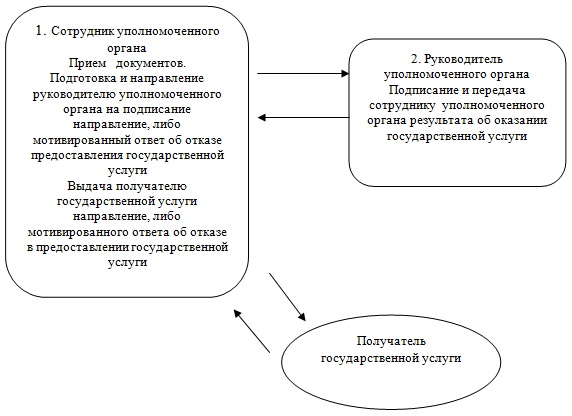 1. Сотрудник уполномоченного
органа
Прием документов.
Подготовка и направление
руководителю уполномоченного
органа на подписание
направление, либо
мотивированный ответ об отказе
предоставления государственной
услуги
Выдача получателю
государственной услуги
направление, либо
мотивированного ответа об отказе
в предоставлении государственной
услуги
2. Руководитель
уполномоченного органа
Подписание и передача
сотруднику уполномоченного
органа результата об оказании
государственной услуги
Получатель
государственной услуги